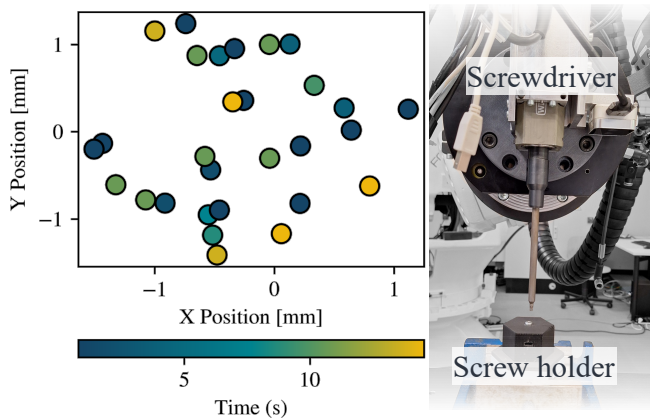 1
0
−1
Y Position [mm]
−1
0
1
X Position [mm]
5
10
Time (s)
Screwdriver
Screw holder